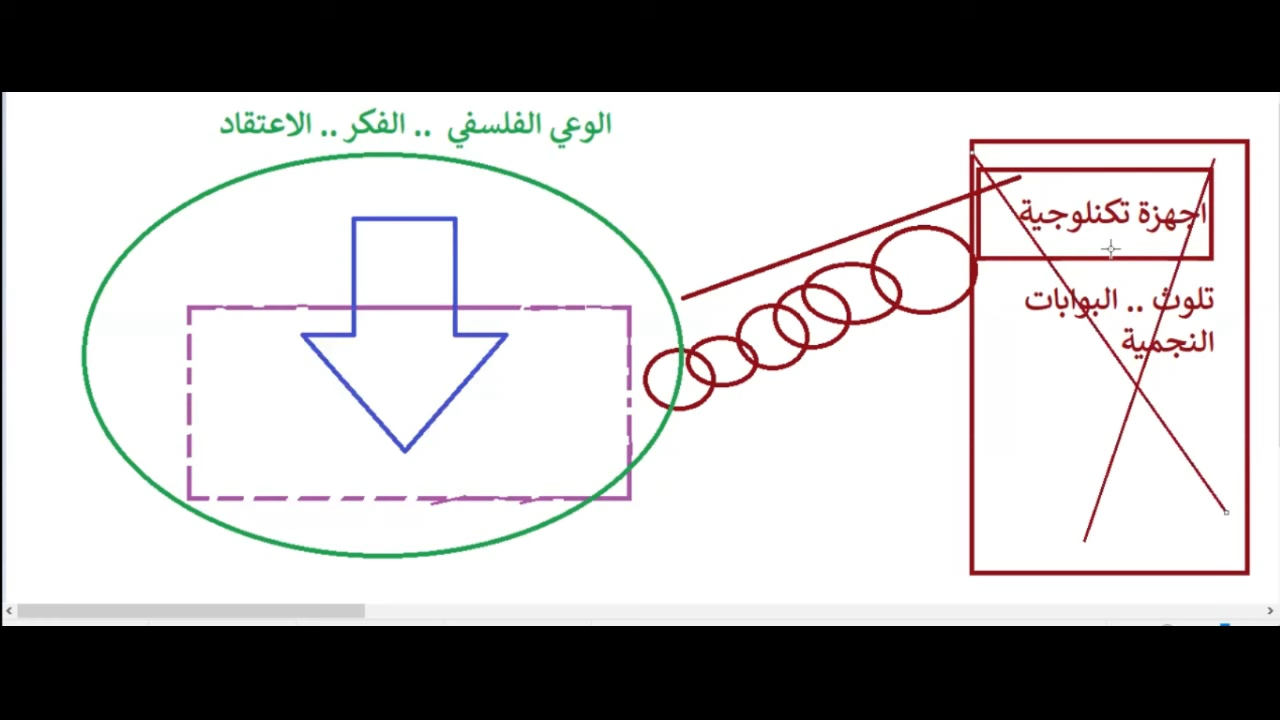 الوعي الفلسفي .. الفكر .. الاعتقاد
اجهزة تكنلوجية
تلوث .. البوابات
النجمية